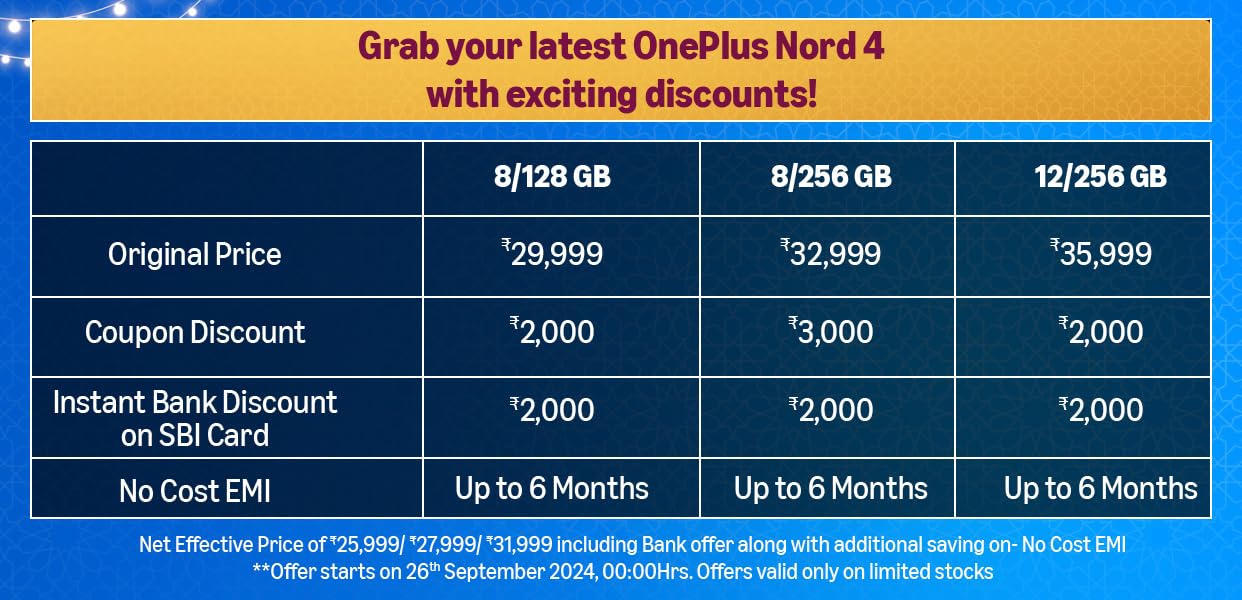 Grab your latest OnePlus Nord 4
with exciting discounts!
8/128 GB 8/256 GB 12/256 GB
Original Price ₹29,999 ₹32,999 ₹35,999
Coupon Discount ₹2,000 ₹3,000 ₹2,000
Instant Bank Discount
on SBI Card ₹2,000 ₹2,000 ₹2,000
No Cost EMI Up to 6 Months Up to 6 Months Up to 6 Months
Net Effective Price of ₹25,999/ ₹27,999/ ₹31,999 including Bank offer along with additional saving on- No Cost EMI
**Offer starts on 26th September 2024, 00:00Hrs. Offers valid only on limited stocks